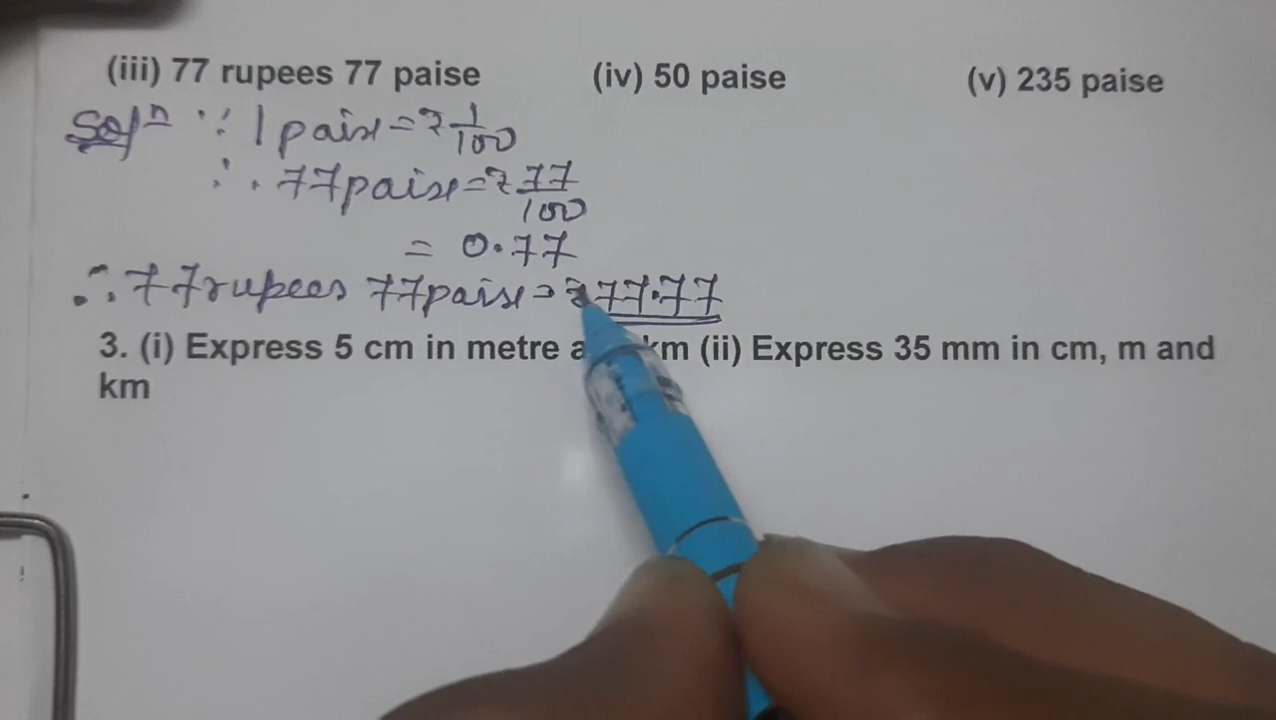 (iii) 77 rupees 77 paise (iv) 50 paise (v) 235 paise
Solⁿ ∵ 1 paise = ₹ 1/100
∴ 77 paise = ₹ 77/100
= 0.77
∴ 77 rupees 77 paise = ₹ 77.77
3. (i) Express 5 cm in metre a km (ii) Express 35 mm in cm, m and
km